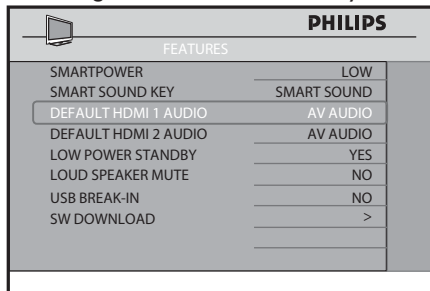 PHILIPS
FEATURES
SMARTPOWER LOW
SMART SOUND KEY SMART SOUND
DEFAULT HDMI 1 AUDIO AV AUDIO
DEFAULT HDMI 2 AUDIO AV AUDIO
LOW POWER STANDBY YES
LOUD SPEAKER MUTE NO
USB BREAK-IN NO
SW DOWNLOAD >